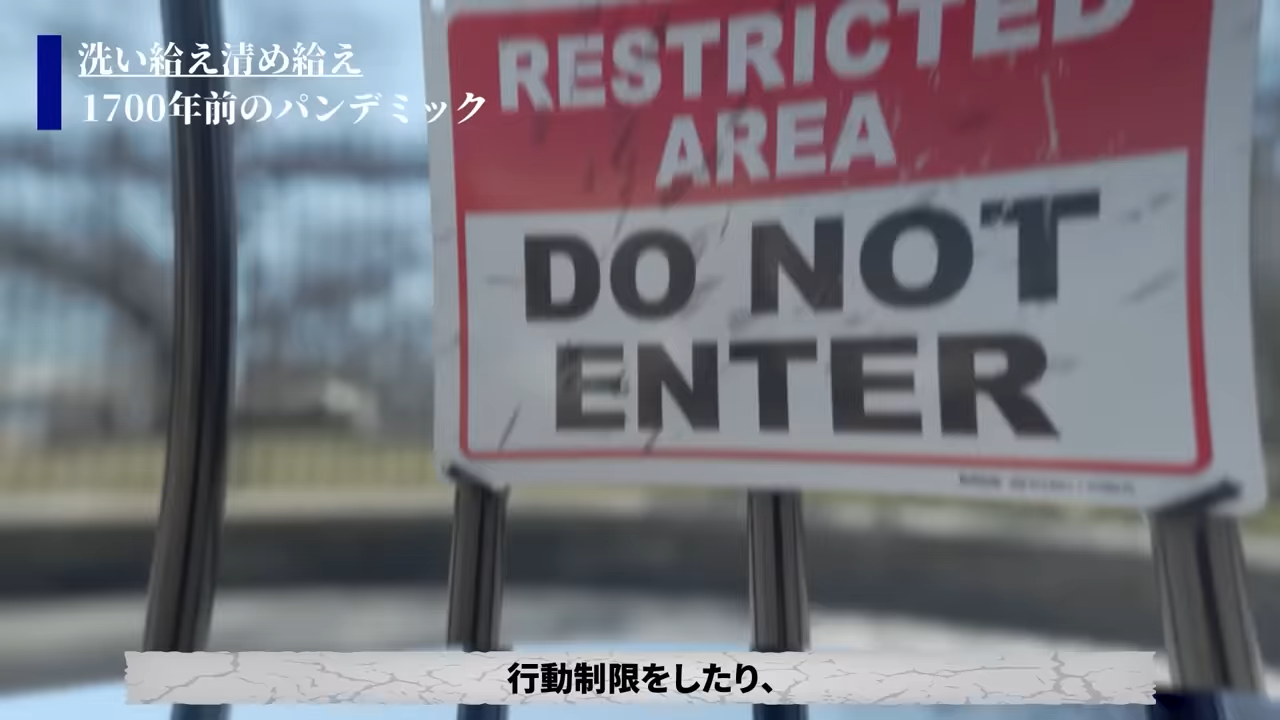 洗い給え清め給え
1700年前のパンデミック
RESTRICTED
AREA
DO NOT
ENTER
行動制限をしたり、